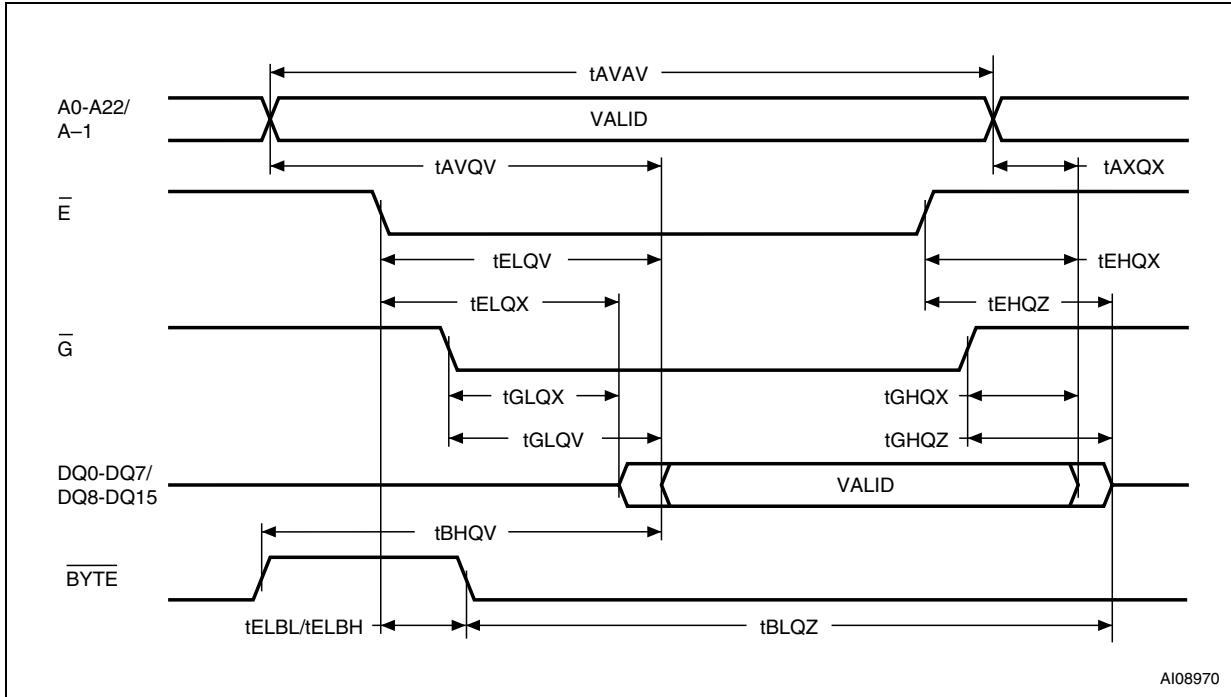 tAVAV
A0-A22/
A–1
VALID
tAVQV
tAXQX
E
tELQV
tEHQX
tELQX
tEHQZ
G
tGLQX
tGHQX
tGLQV
tGHQZ
DQ0-DQ7/
DQ8-DQ15
VALID
tBHQV
BYTE
tELBL/tELBH
tBLQZ
AI08970